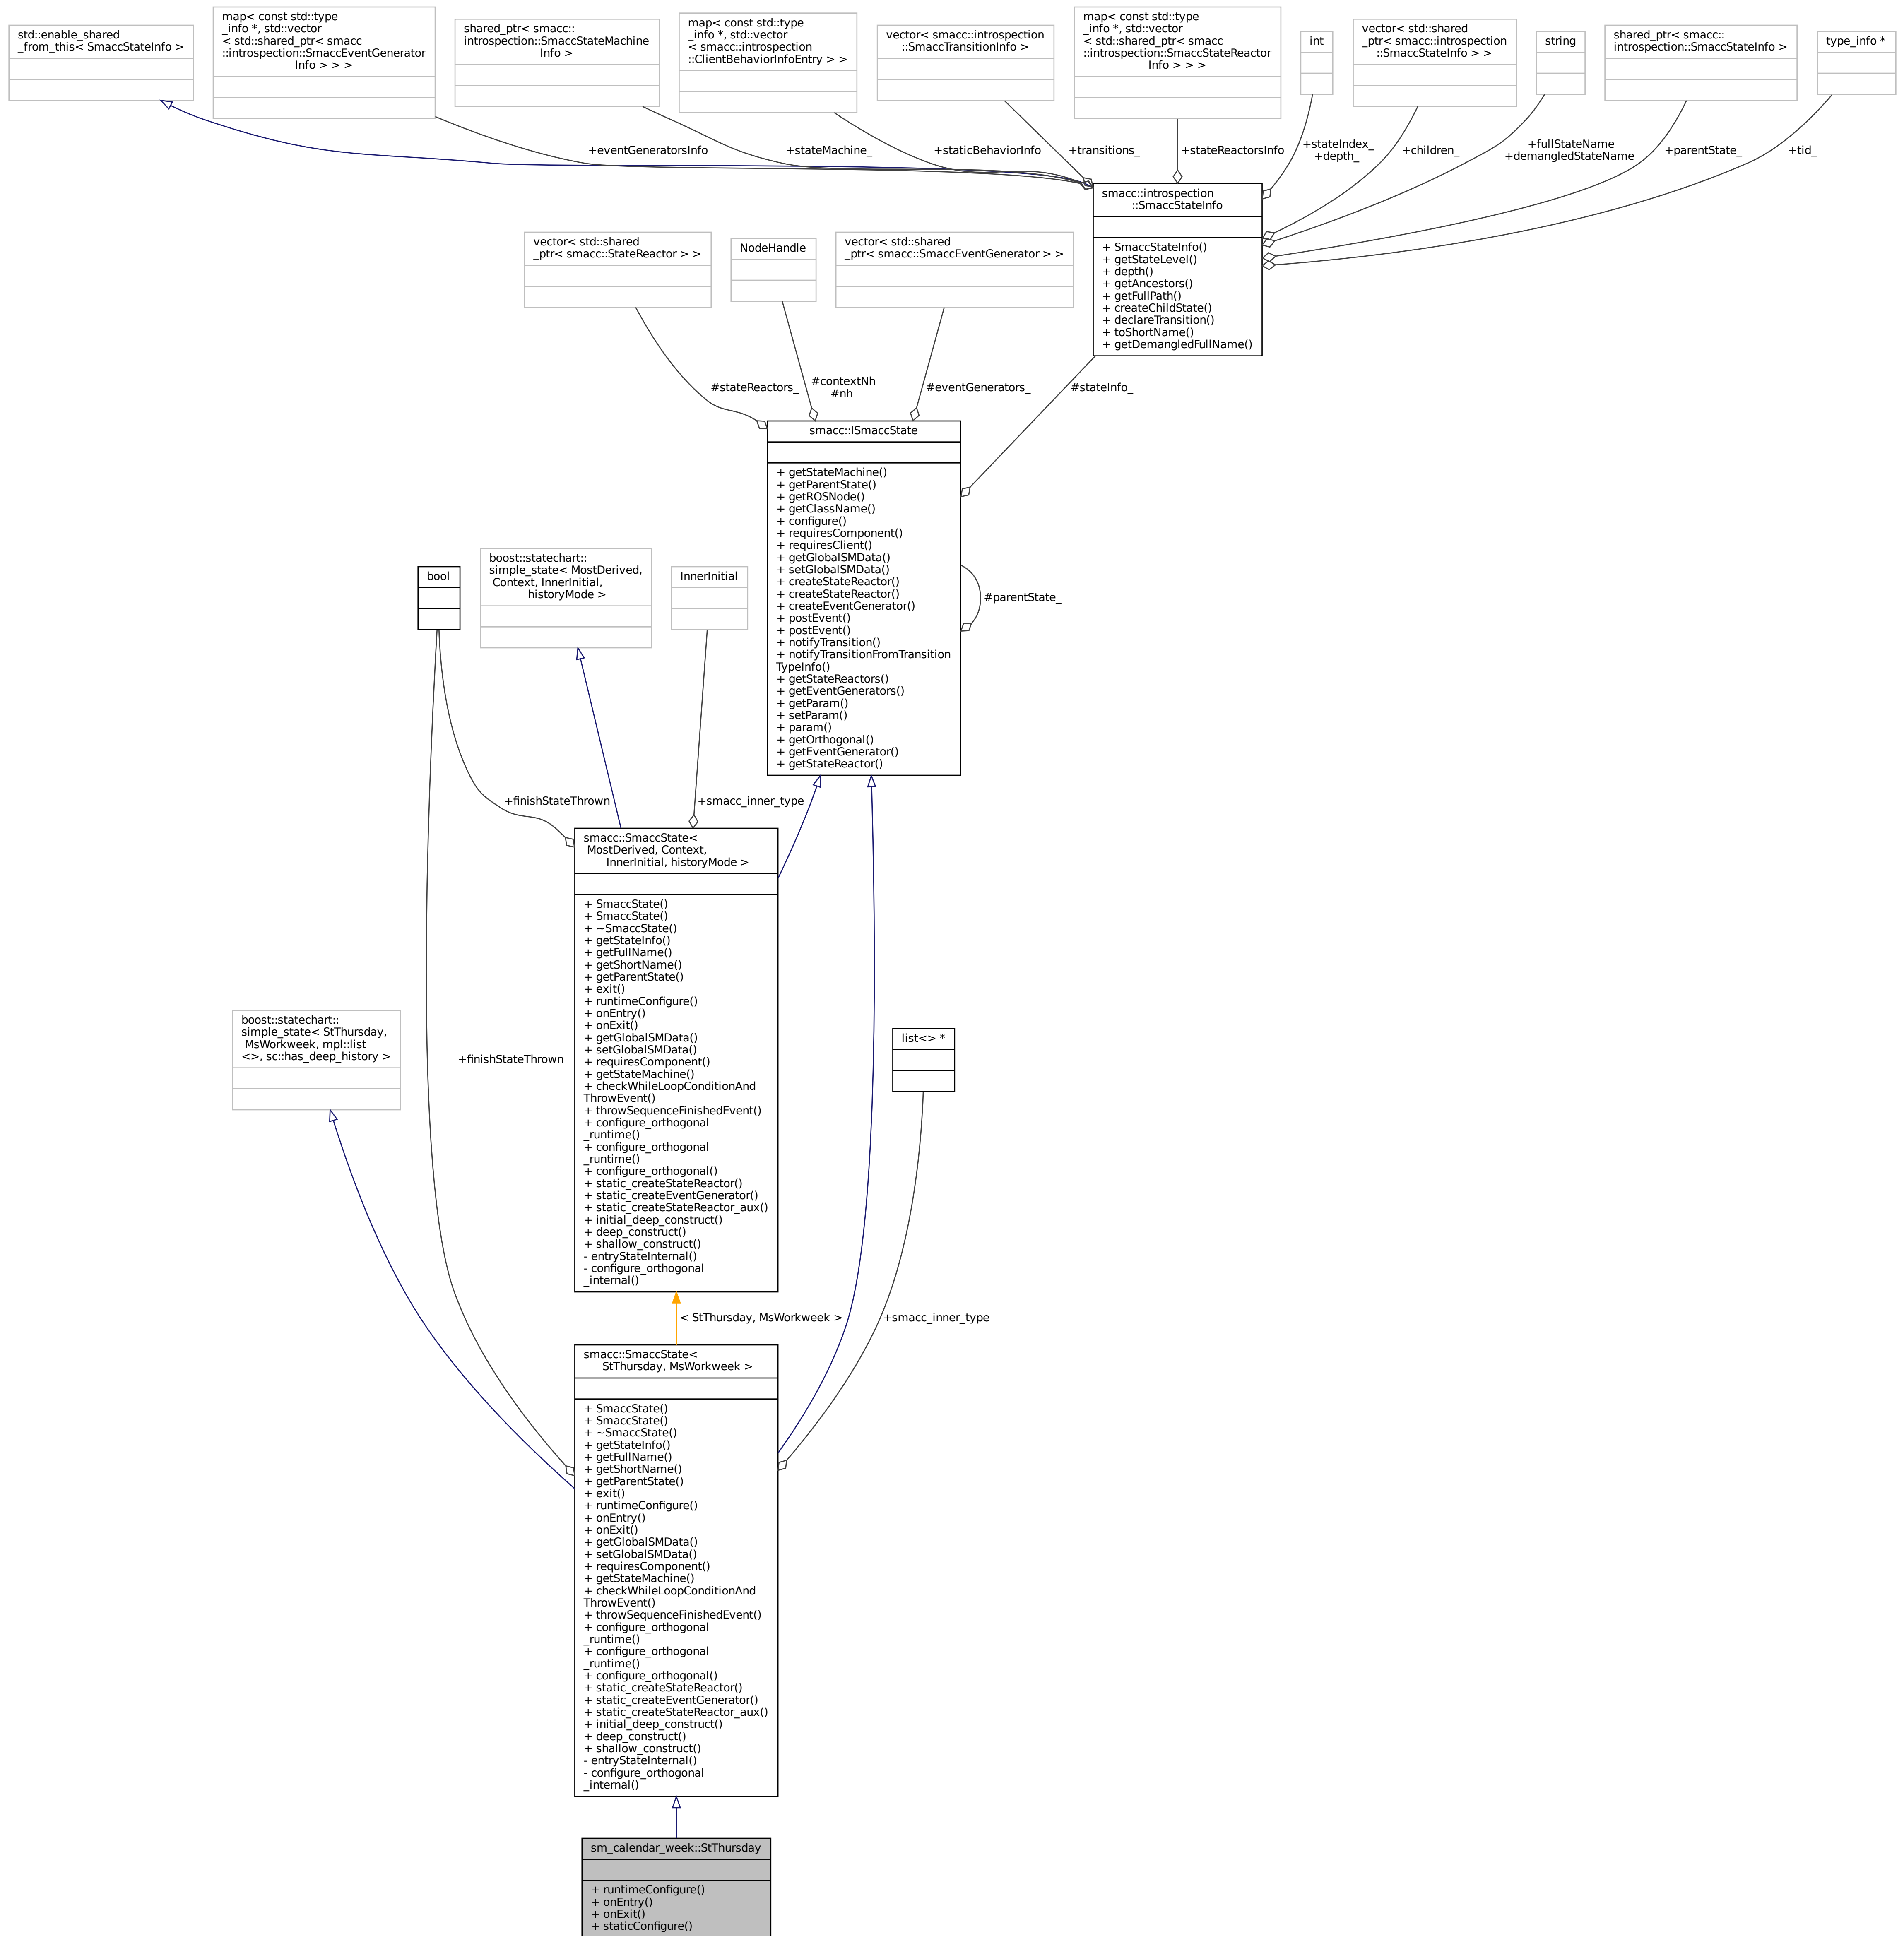 std::enable_shared
_from_this< SmaccStateInfo >
map< const std::type
_info *, std::vector
< std::shared_ptr< smacc
::introspection::SmaccEventGenerator
Info > > >
shared_ptr< smacc::
introspection::SmaccStateMachine
Info >
map< const std::type
_info *, std::vector
< smacc::introspection
::ClientBehaviorInfoEntry > >
vector< smacc::introspection
::SmaccTransitionInfo >
map< const std::type
_info *, std::vector
< std::shared_ptr< smacc
::introspection::SmaccStateReactor
Info > > >
int
vector< std::shared
_ptr< smacc::introspection
::SmaccStateInfo > >
string
shared_ptr< smacc::
introspection::SmaccStateInfo >
type_info *
+eventGeneratorsInfo
+stateMachine_
+staticBehaviorInfo
+transitions_
+stateReactorsInfo
+stateIndex_
+depth_
+children_
+fullStateName
+demangledStateName
+parentState_
+tid_
smacc::introspection
::SmaccStateInfo
+ SmaccStateInfo()
+ getStateLevel()
+ depth()
+ getAncestors()
+ getFullPath()
+ createChildState()
+ declareTransition()
+ toShortName()
+ getDemangledFullName()
vector< std::shared
_ptr< smacc::StateReactor > >
NodeHandle
vector< std::shared
_ptr< smacc::SmaccEventGenerator > >
#stateReactors_
#contextNh
#nh
#eventGenerators_
#stateInfo_
smacc::ISmaccState
+ getStateMachine()
+ getParentState()
+ getROSNode()
+ getClassName()
+ configure()
+ requiresComponent()
+ requiresClient()
+ getGlobalSMData()
+ setGlobalSMData()
+ createStateReactor()
+ createStateReactor()
+ createEventGenerator()
+ postEvent()
+ postEvent()
+ notifyTransition()
+ notifyTransitionFromTransition
TypeInfo()
+ getStateReactors()
+ getEventGenerators()
+ getParam()
+ setParam()
+ param()
+ getOrthogonal()
+ getEventGenerator()
+ getStateReactor()
#parentState_
bool
boost::statechart::
simple_state< MostDerived,
Context, InnerInitial,
historyMode >
InnerInitial
+finishStateThrown
+smacc_inner_type
smacc::SmaccState<
MostDerived, Context,
InnerInitial, historyMode >
+ SmaccState()
+ SmaccState()
+ ~SmaccState()
+ getStateInfo()
+ getFullName()
+ getShortName()
+ getParentState()
+ exit()
+ runtimeConfigure()
+ onEntry()
+ onExit()
+ getGlobalSMData()
+ setGlobalSMData()
+ requiresComponent()
+ getStateMachine()
+ checkWhileLoopConditionAnd
ThrowEvent()
+ throwSequenceFinishedEvent()
+ configure_orthogonal
_runtime()
+ configure_orthogonal
_runtime()
+ configure_orthogonal()
+ static_createStateReactor()
+ static_createEventGenerator()
+ static_createStateReactor_aux()
+ initial_deep_construct()
+ deep_construct()
+ shallow_construct()
- entryStateInternal()
- configure_orthogonal
_internal()
boost::statechart::
simple_state< StThursday,
MsWorkweek, mpl::list
<>, sc::has_deep_history >
+finishStateThrown
list<> *
< StThursday, MsWorkweek >
+smacc_inner_type
smacc::SmaccState<
StThursday, MsWorkweek >
+ SmaccState()
+ SmaccState()
+ ~SmaccState()
+ getStateInfo()
+ getFullName()
+ getShortName()
+ getParentState()
+ exit()
+ runtimeConfigure()
+ onEntry()
+ onExit()
+ getGlobalSMData()
+ setGlobalSMData()
+ requiresComponent()
+ getStateMachine()
+ checkWhileLoopConditionAnd
ThrowEvent()
+ throwSequenceFinishedEvent()
+ configure_orthogonal
_runtime()
+ configure_orthogonal
_runtime()
+ configure_orthogonal()
+ static_createStateReactor()
+ static_createEventGenerator()
+ static_createStateReactor_aux()
+ initial_deep_construct()
+ deep_construct()
+ shallow_construct()
- entryStateInternal()
- configure_orthogonal
_internal()
sm_calendar_week::StThursday
+ runtimeConfigure()
+ onEntry()
+ onExit()
+ staticConfigure()